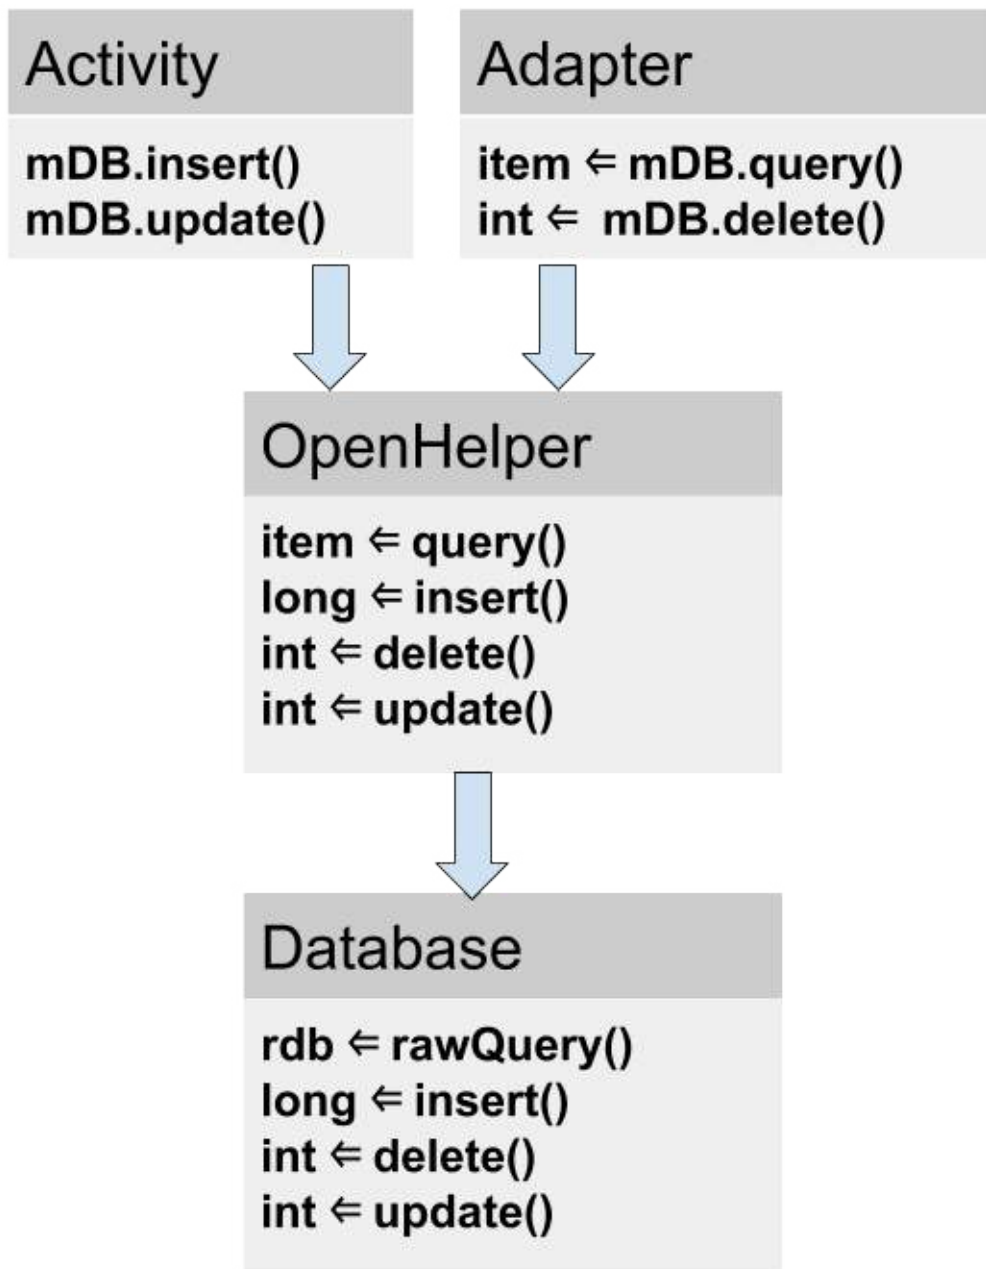 Activity
mDB.insert()
mDB.update()
Adapter
item ⇐ mDB.query()
int ⇐ mDB.delete()
OpenHelper
item ⇐ query()
long ⇐ insert()
int ⇐ delete()
int ⇐ update()
Database
rdb ⇐ rawQuery()
long ⇐ insert()
int ⇐ delete()
int ⇐ update()